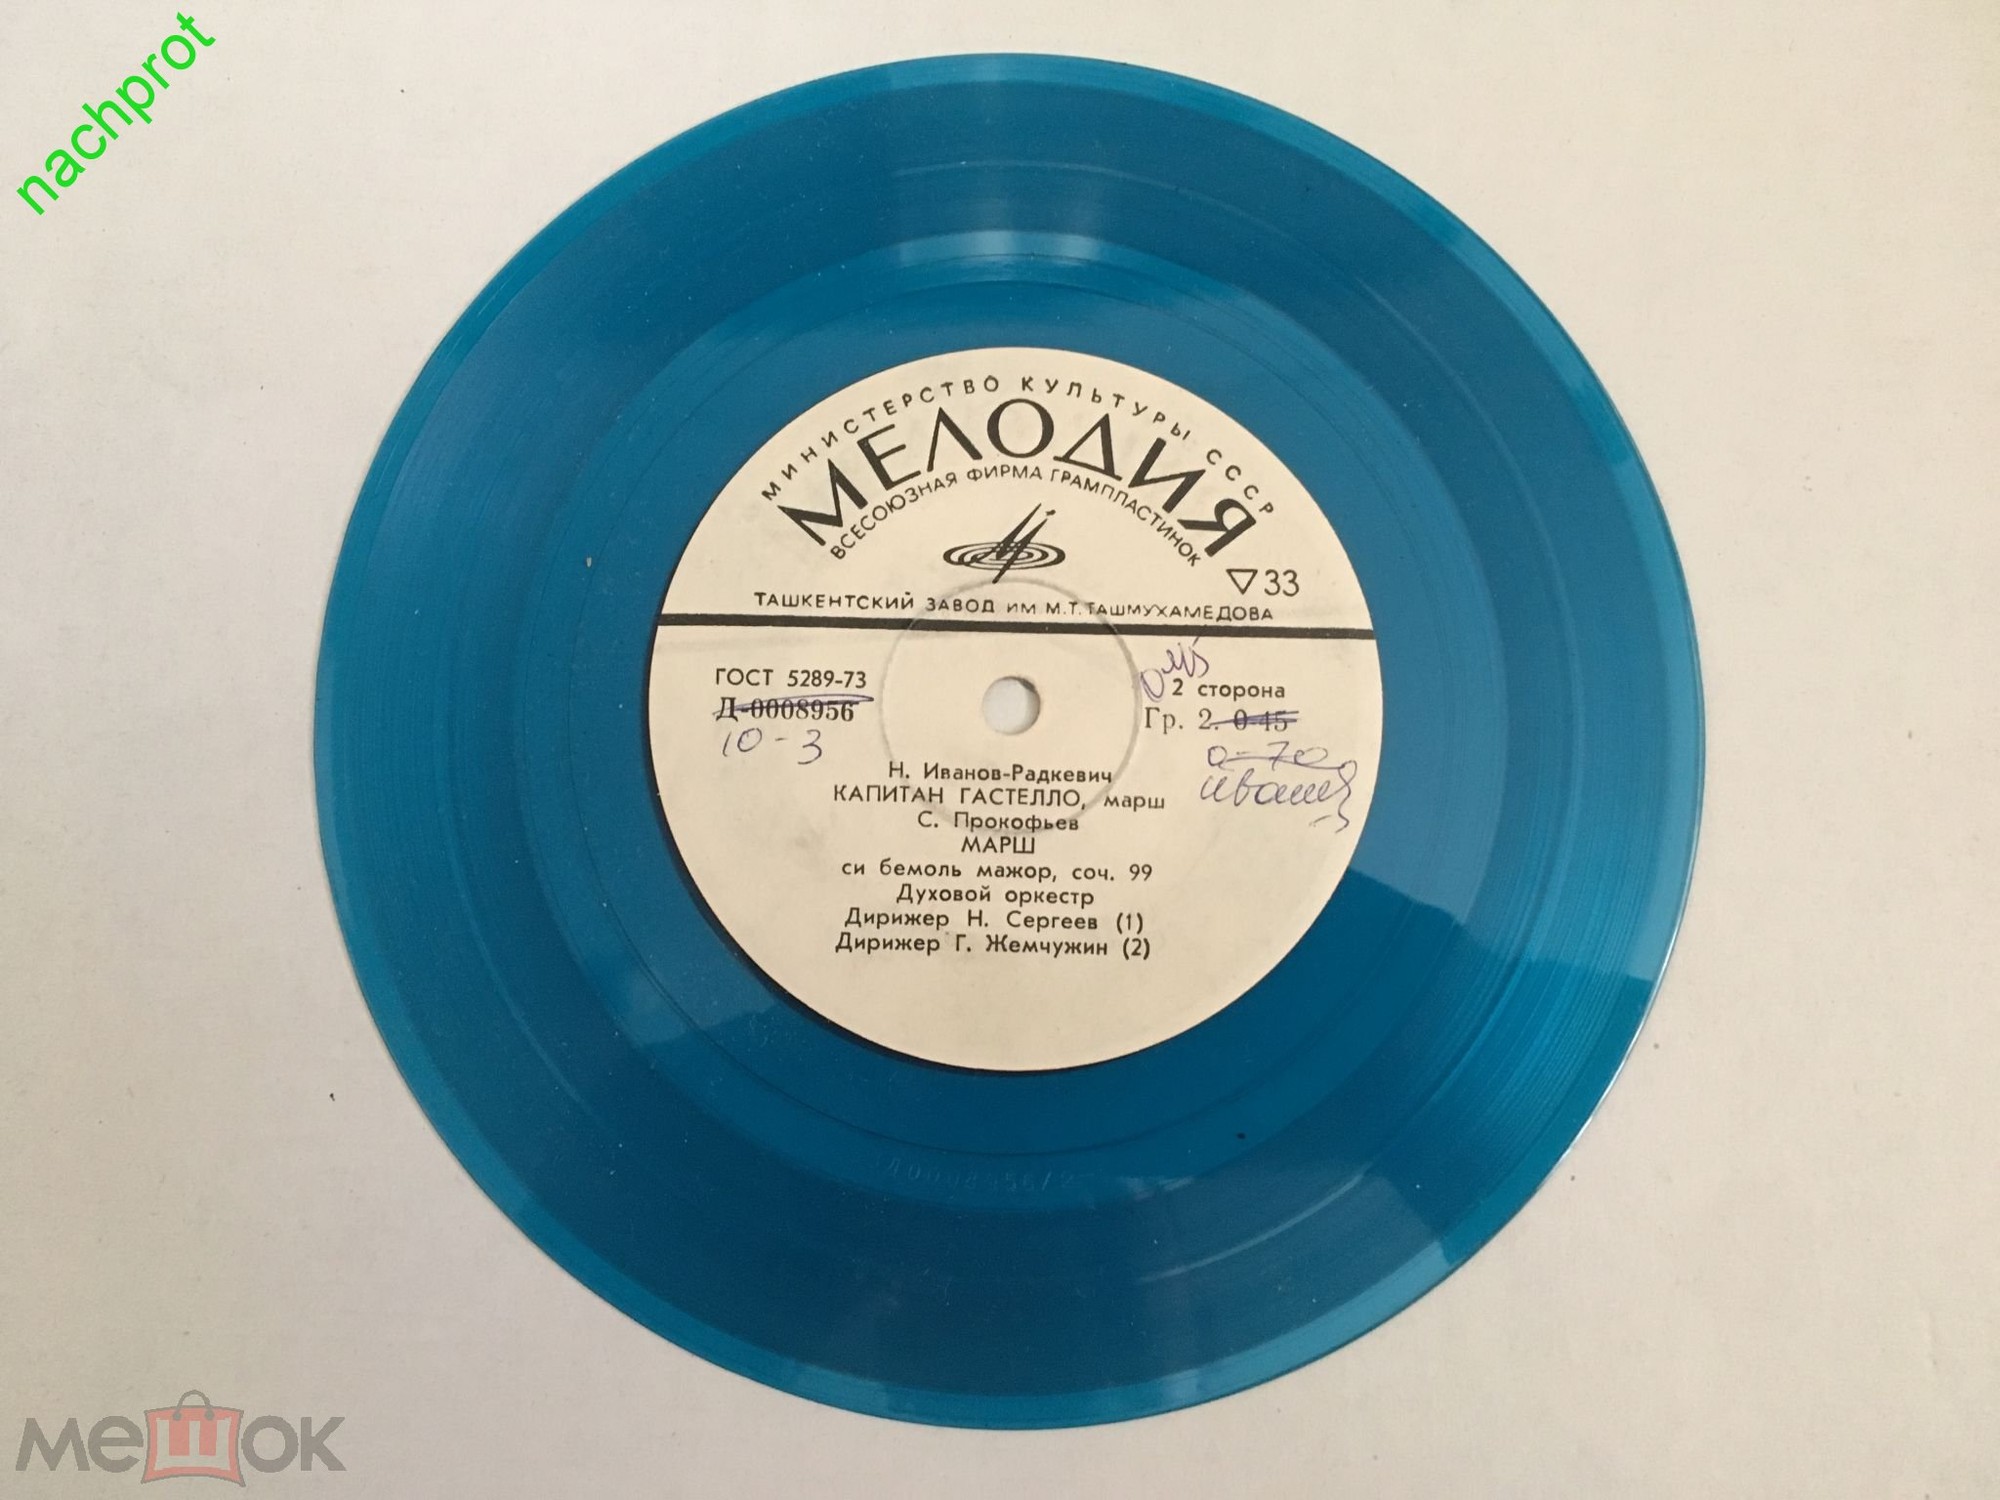 nachprot
МИНИСТЕРСТВО КУЛЬТУРЫ СССР
МЕЛОДИЯ
ВСЕСОЮЗНАЯ ФИРМА ГРАМПЛАСТИНОК
33
ТАШКЕНТСКИЙ ЗАВОД ИМ М.Т.ТАШМУХАМЕДОВА
ГОСТ 5289-73
2 сторона
Д-0008956
Гр. 2. 0-45
10-3
0-70
Н. Иванов-Радкевич
КАПИТАН ГАСТЕЛЛО, марш
С. Прокофьев
МАРШ
си бемоль мажор, соч. 99
Духовой оркестр
Дирижер Н. Сергеев (1)
Дирижер Г. Жемчужин (2)
мешок